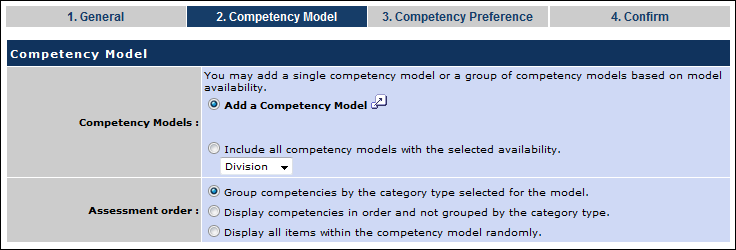 1. General
2. Competency Model
3. Competency Preference
4. Confirm
Competency Model
Competency Models :
You may add a single competency model or a group of competency models based on model
availability.
Add a Competency Model
Include all competency models with the selected availability.
Division
Assessment order :
Group competencies by the category type selected for the model.
Display competencies in order and not grouped by the category type.
Display all items within the competency model randomly.